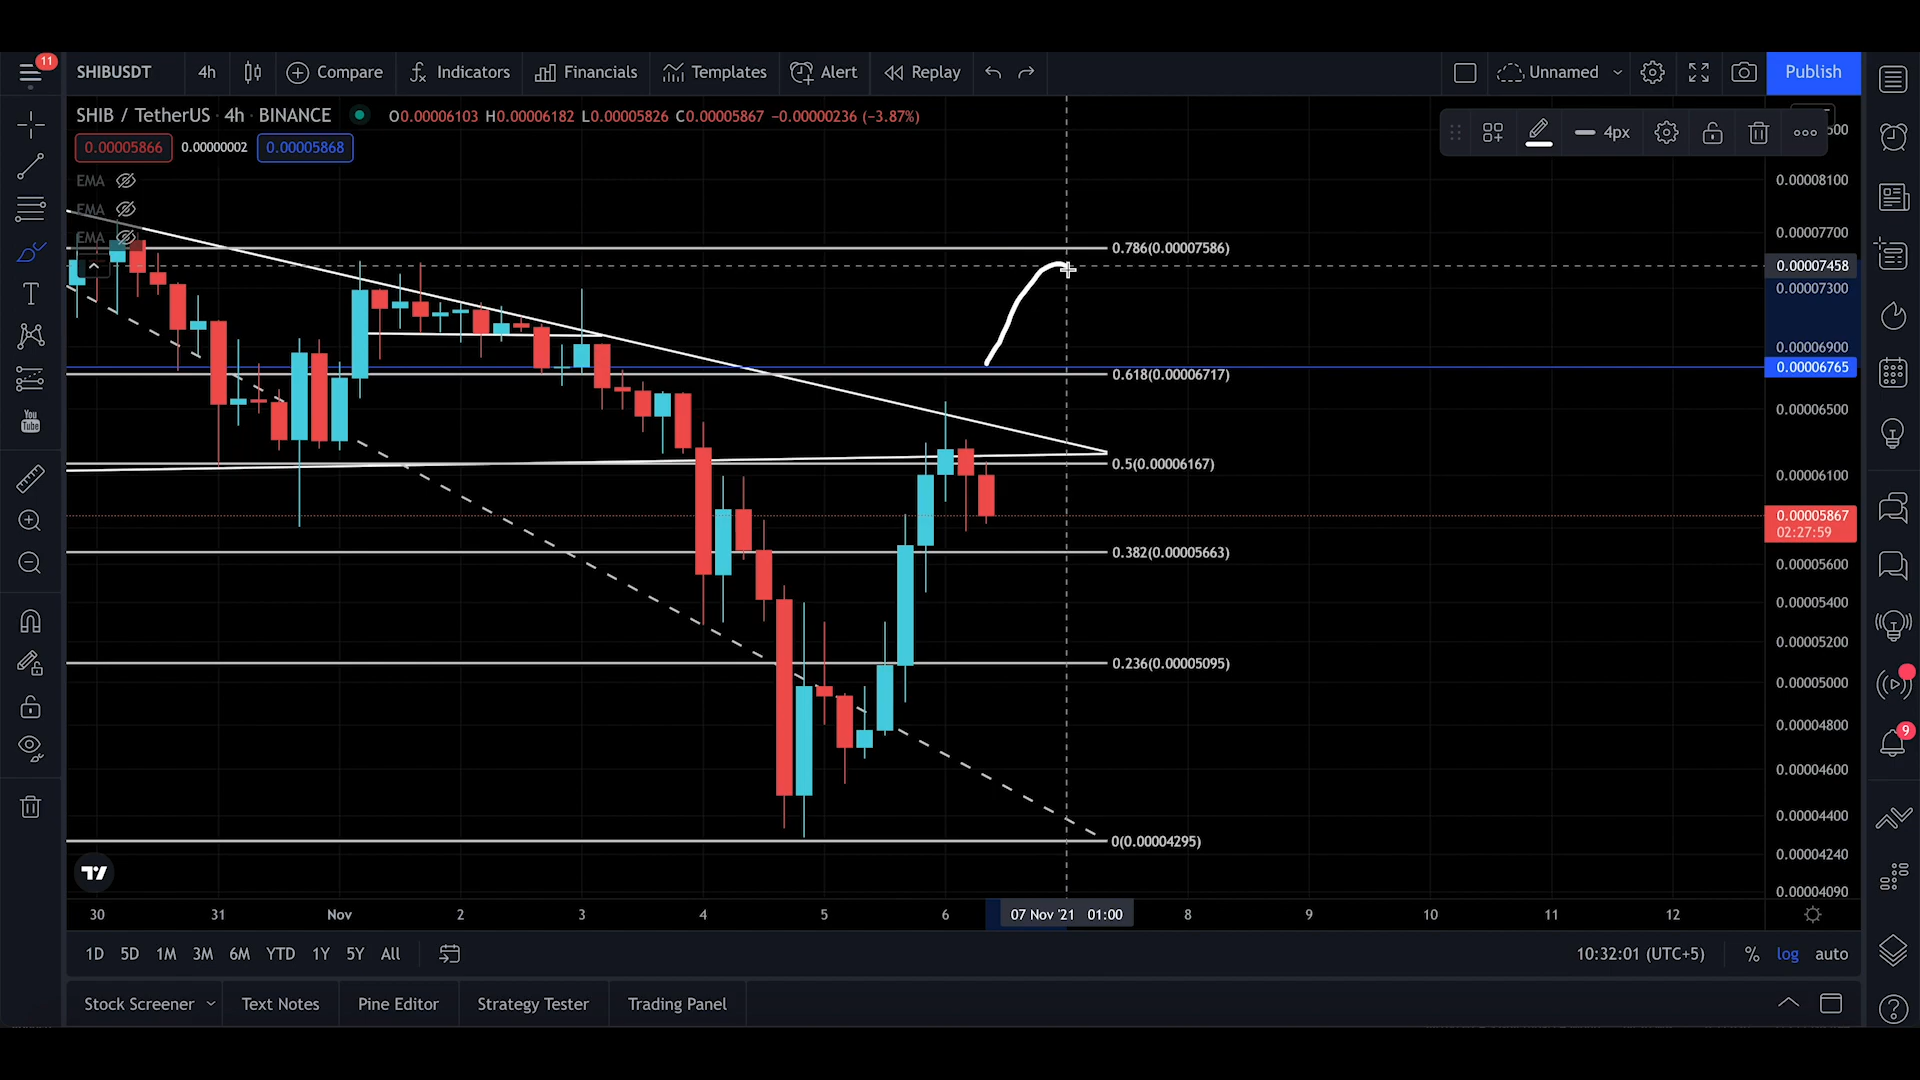 11
SHIBUSDT 4h Compare Indicators Financials Templates Alert Replay Unnamed Publish
SHIB / TetherUS · 4h · BINANCE O0.00006103 H0.00006182 L0.00005826 C0.00005867 −0.00000236 (−3.87%)
0.00005866 0.00000002 0.00005868
4px
EMA
EMA
EMA
0.00008100
0.00007700
0.786(0.00007586)
0.00007458
0.00007300
0.00006900
0.00006765
0.618(0.00006717)
0.00006500
0.5(0.00006167)
0.00006100
0.00005867
02:27:59
0.382(0.00005663)
0.00005600
0.00005400
0.00005200
0.236(0.00005095)
0.00005000
0.00004800
0.00004600
0.00004400
0(0.00004295)
0.00004240
0.00004090
T
You
Tube
9
30 31 Nov 2 3 4 5 6 07 Nov '21 01:00 8 9 10 11 12
1D 5D 1M 3M 6M YTD 1Y 5Y All 10:32:01 (UTC+5) % log auto
Stock Screener Text Notes Pine Editor Strategy Tester Trading Panel